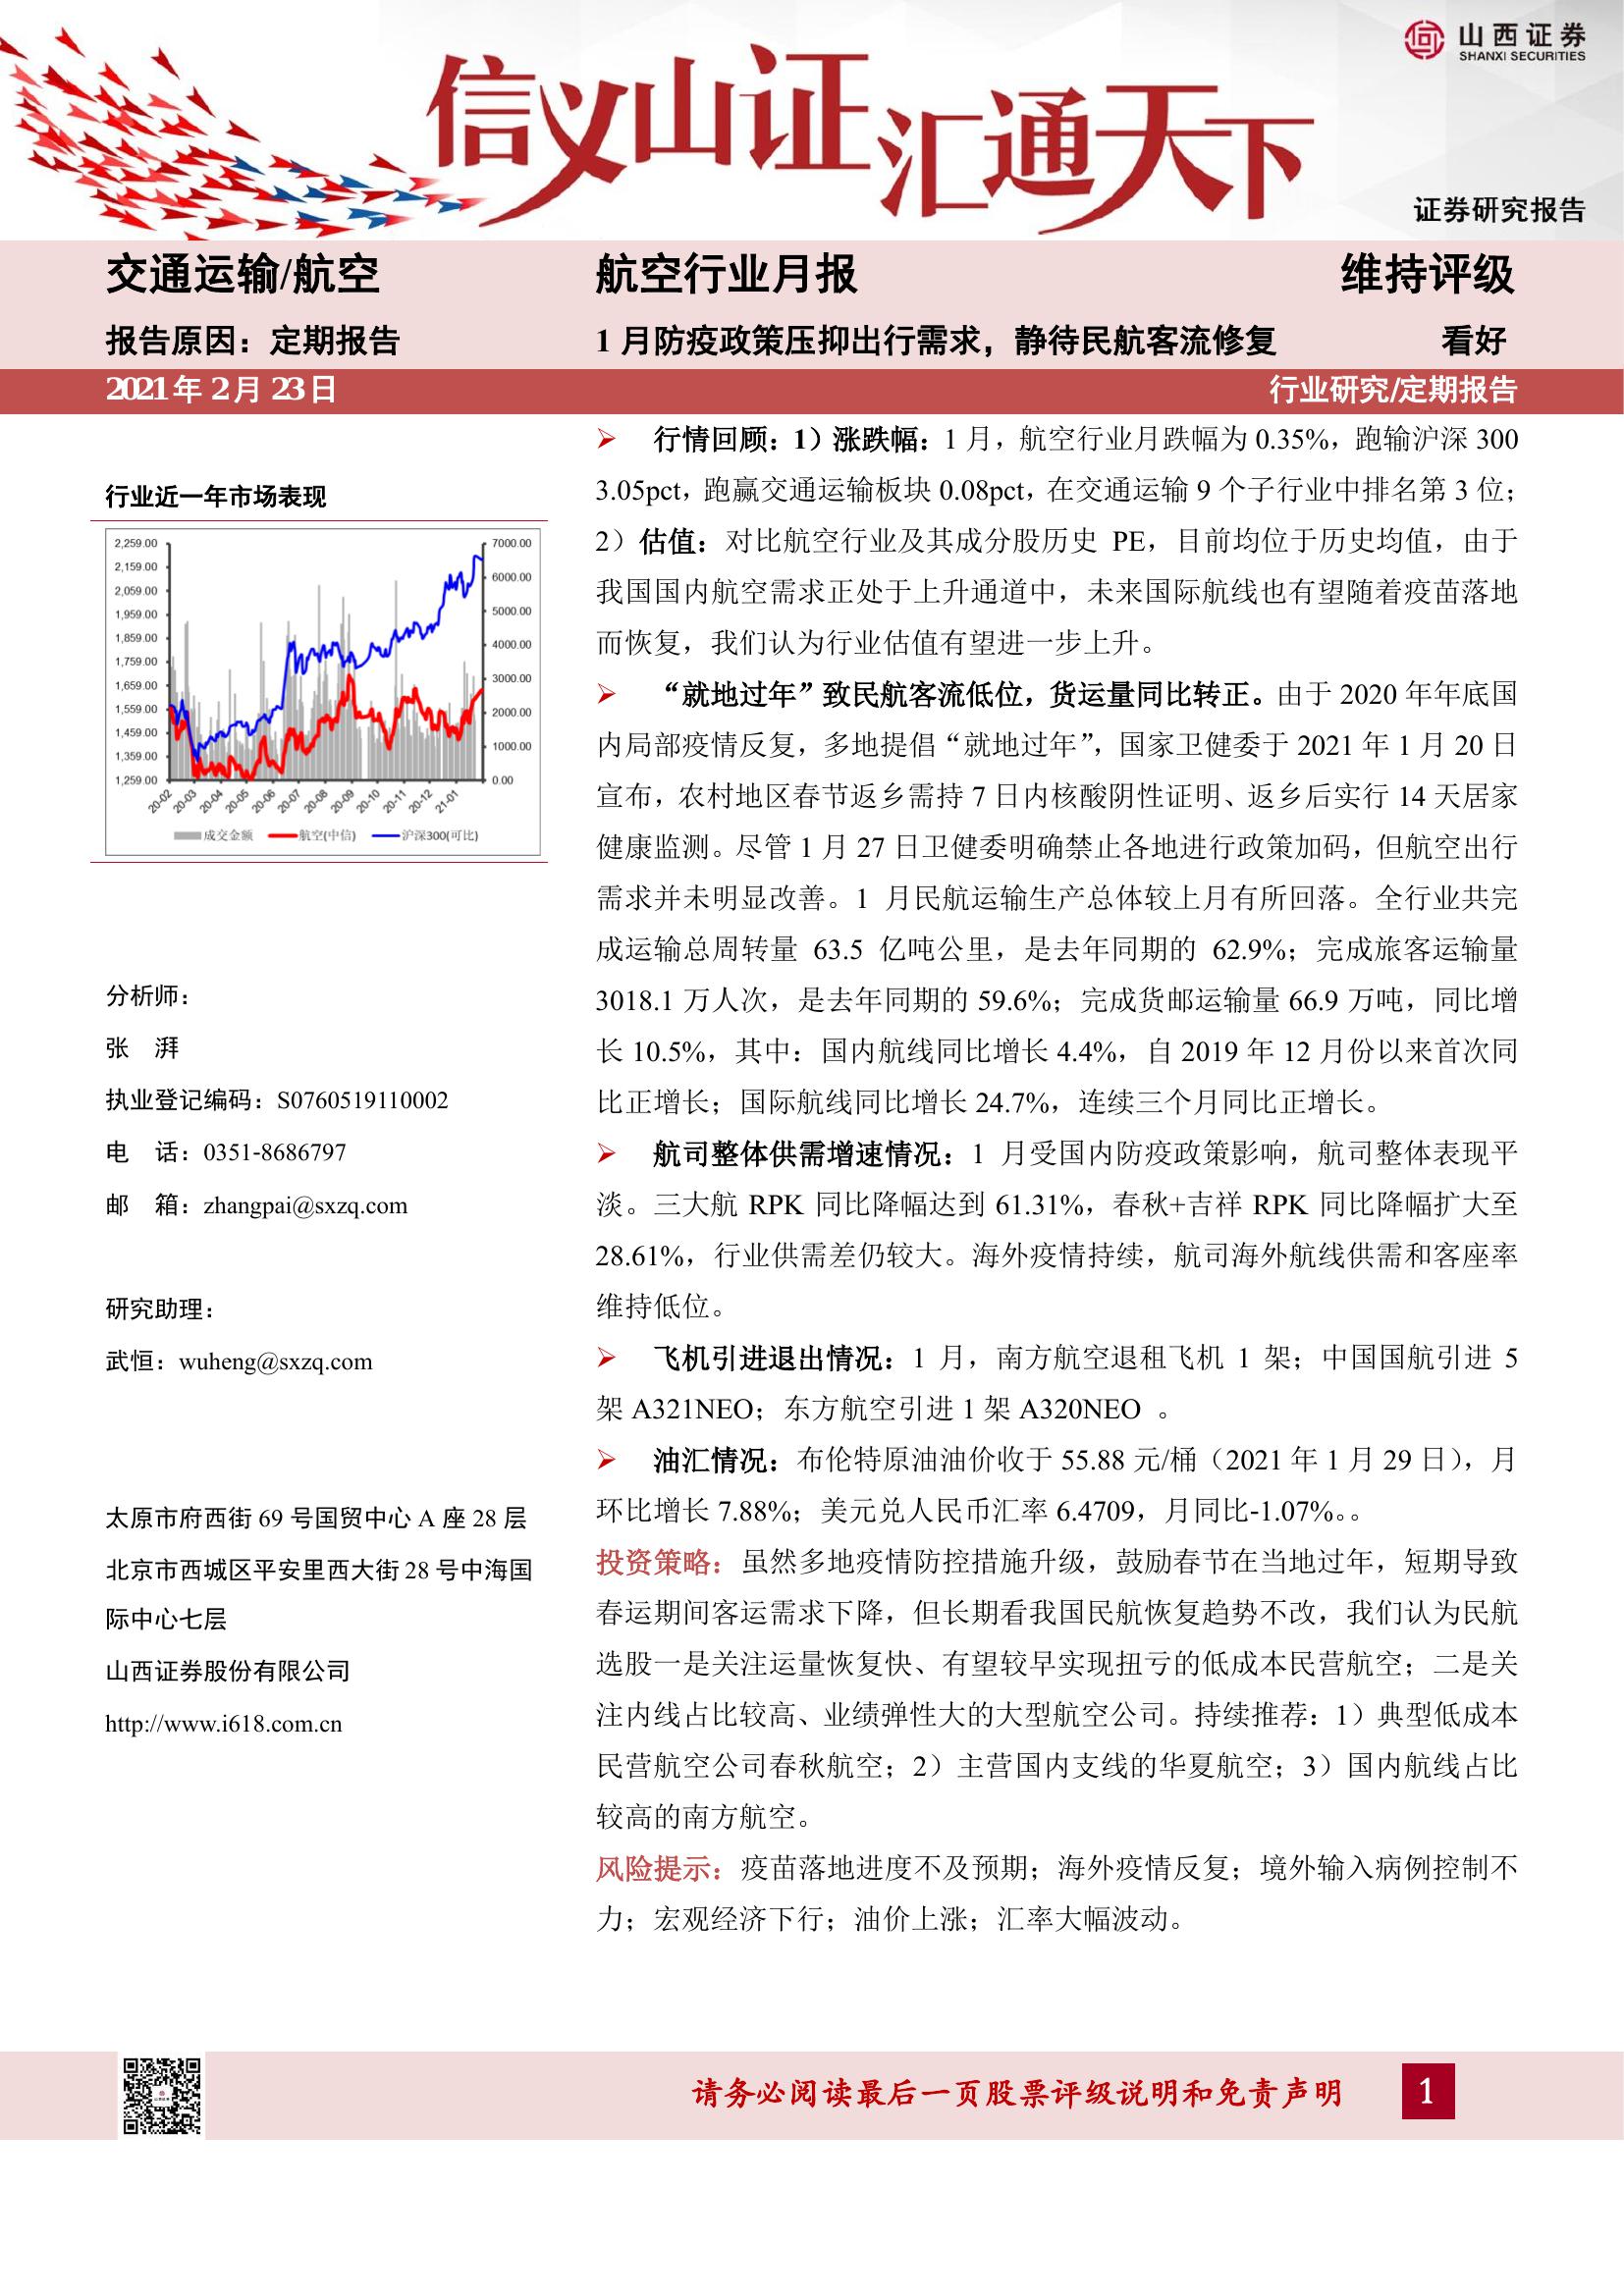 山西证券
SHANXI SECURITIES
信义山证汇通天下
证券研究报告
交通运输/航空
航空行业月报
维持评级
报告原因：定期报告
1 月防疫政策压抑出行需求，静待民航客流修复
看好
2021 年 2 月 23 日
行业研究/定期报告
行业近一年市场表现
2,259.00
2,159.00
2,059.00
1,959.00
1,859.00
1,759.00
1,659.00
1,559.00
1,459.00
1,359.00
1,259.00
7000.00
6000.00
5000.00
4000.00
3000.00
2000.00
1000.00
0.00
20-02
20-03
20-04
20-05
20-06
20-07
20-08
20-09
20-10
20-11
20-12
21-01
成交金额 航空(中信) 沪深300(可比)
分析师：
张 湃
执业登记编码：S0760519110002
电 话：0351-8686797
邮 箱：zhangpai@sxzq.com
研究助理：
武恒：wuheng@sxzq.com
太原市府西街 69 号国贸中心 A 座 28 层
北京市西城区平安里西大街 28 号中海国
际中心七层
山西证券股份有限公司
http://www.i618.com.cn
➢ 行情回顾：1）涨跌幅：1 月，航空行业月跌幅为 0.35%，跑输沪深 300
3.05pct，跑赢交通运输板块 0.08pct，在交通运输 9 个子行业中排名第 3 位；
2）估值：对比航空行业及其成分股历史 PE，目前均位于历史均值，由于
我国国内航空需求正处于上升通道中，未来国际航线也有望随着疫苗落地
而恢复，我们认为行业估值有望进一步上升。
➢ “就地过年”致民航客流低位，货运量同比转正。由于 2020 年年底国
内局部疫情反复，多地提倡“就地过年”，国家卫健委于 2021 年 1 月 20 日
宣布，农村地区春节返乡需持 7 日内核酸阴性证明、返乡后实行 14 天居家
健康监测。尽管 1 月 27 日卫健委明确禁止各地进行政策加码，但航空出行
需求并未明显改善。1 月民航运输生产总体较上月有所回落。全行业共完
成运输总周转量 63.5 亿吨公里，是去年同期的 62.9%；完成旅客运输量
3018.1 万人次，是去年同期的 59.6%；完成货邮运输量 66.9 万吨，同比增
长 10.5%，其中：国内航线同比增长 4.4%，自 2019 年 12 月份以来首次同
比正增长；国际航线同比增长 24.7%，连续三个月同比正增长。
➢ 航司整体供需增速情况：1 月受国内防疫政策影响，航司整体表现平
淡。三大航 RPK 同比降幅达到 61.31%，春秋+吉祥 RPK 同比降幅扩大至
28.61%，行业供需差仍较大。海外疫情持续，航司海外航线供需和客座率
维持低位。
➢ 飞机引进退出情况：1 月，南方航空退租飞机 1 架；中国国航引进 5
架 A321NEO；东方航空引进 1 架 A320NEO 。
➢ 油汇情况：布伦特原油油价收于 55.88 元/桶（2021 年 1 月 29 日），月
环比增长 7.88%；美元兑人民币汇率 6.4709，月同比-1.07%。。
投资策略：虽然多地疫情防控措施升级，鼓励春节在当地过年，短期导致
春运期间客运需求下降，但长期看我国民航恢复趋势不改，我们认为民航
选股一是关注运量恢复快、有望较早实现扭亏的低成本民营航空；二是关
注内线占比较高、业绩弹性大的大型航空公司。持续推荐：1）典型低成本
民营航空公司春秋航空；2）主营国内支线的华夏航空；3）国内航线占比
较高的南方航空。
风险提示：疫苗落地进度不及预期；海外疫情反复；境外输入病例控制不
力；宏观经济下行；油价上涨；汇率大幅波动。
请务必阅读最后一页股票评级说明和免责声明
1